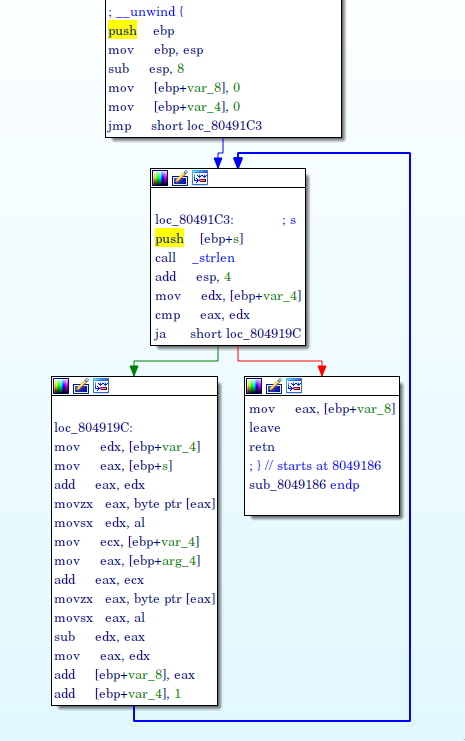 ; __unwind {
push ebp
mov ebp, esp
sub esp, 8
mov [ebp+var_8], 0
mov [ebp+var_4], 0
jmp short loc_80491C3
loc_80491C3: ; s
push [ebp+s]
call _strlen
add esp, 4
mov edx, [ebp+var_4]
cmp eax, edx
ja short loc_804919C
loc_804919C:
mov edx, [ebp+var_4]
mov eax, [ebp+s]
add eax, edx
movzx eax, byte ptr [eax]
movsx edx, al
mov ecx, [ebp+var_4]
mov eax, [ebp+arg_4]
add eax, ecx
movzx eax, byte ptr [eax]
movsx eax, al
sub edx, eax
mov eax, edx
add [ebp+var_8], eax
add [ebp+var_4], 1
mov eax, [ebp+var_8]
leave
retn
; } // starts at 8049186
sub_8049186 endp